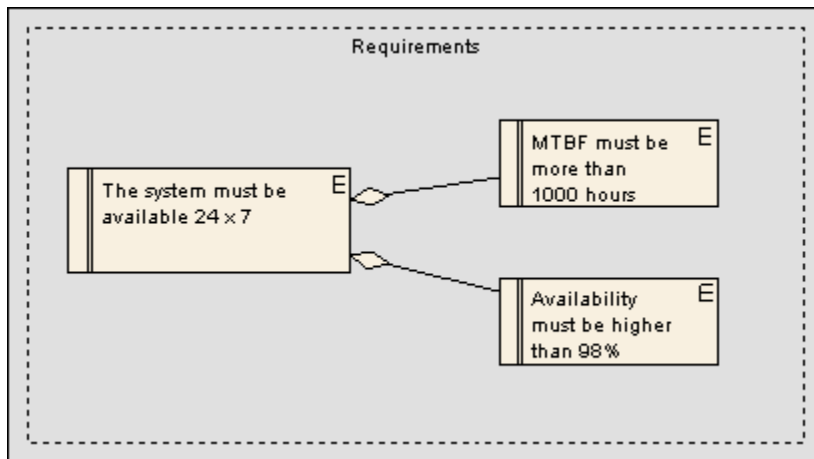 Requirements
The system must be
available 24 x 7
E
MTBF must be
more than
1000 hours
E
Availability
must be higher
than 98%
E